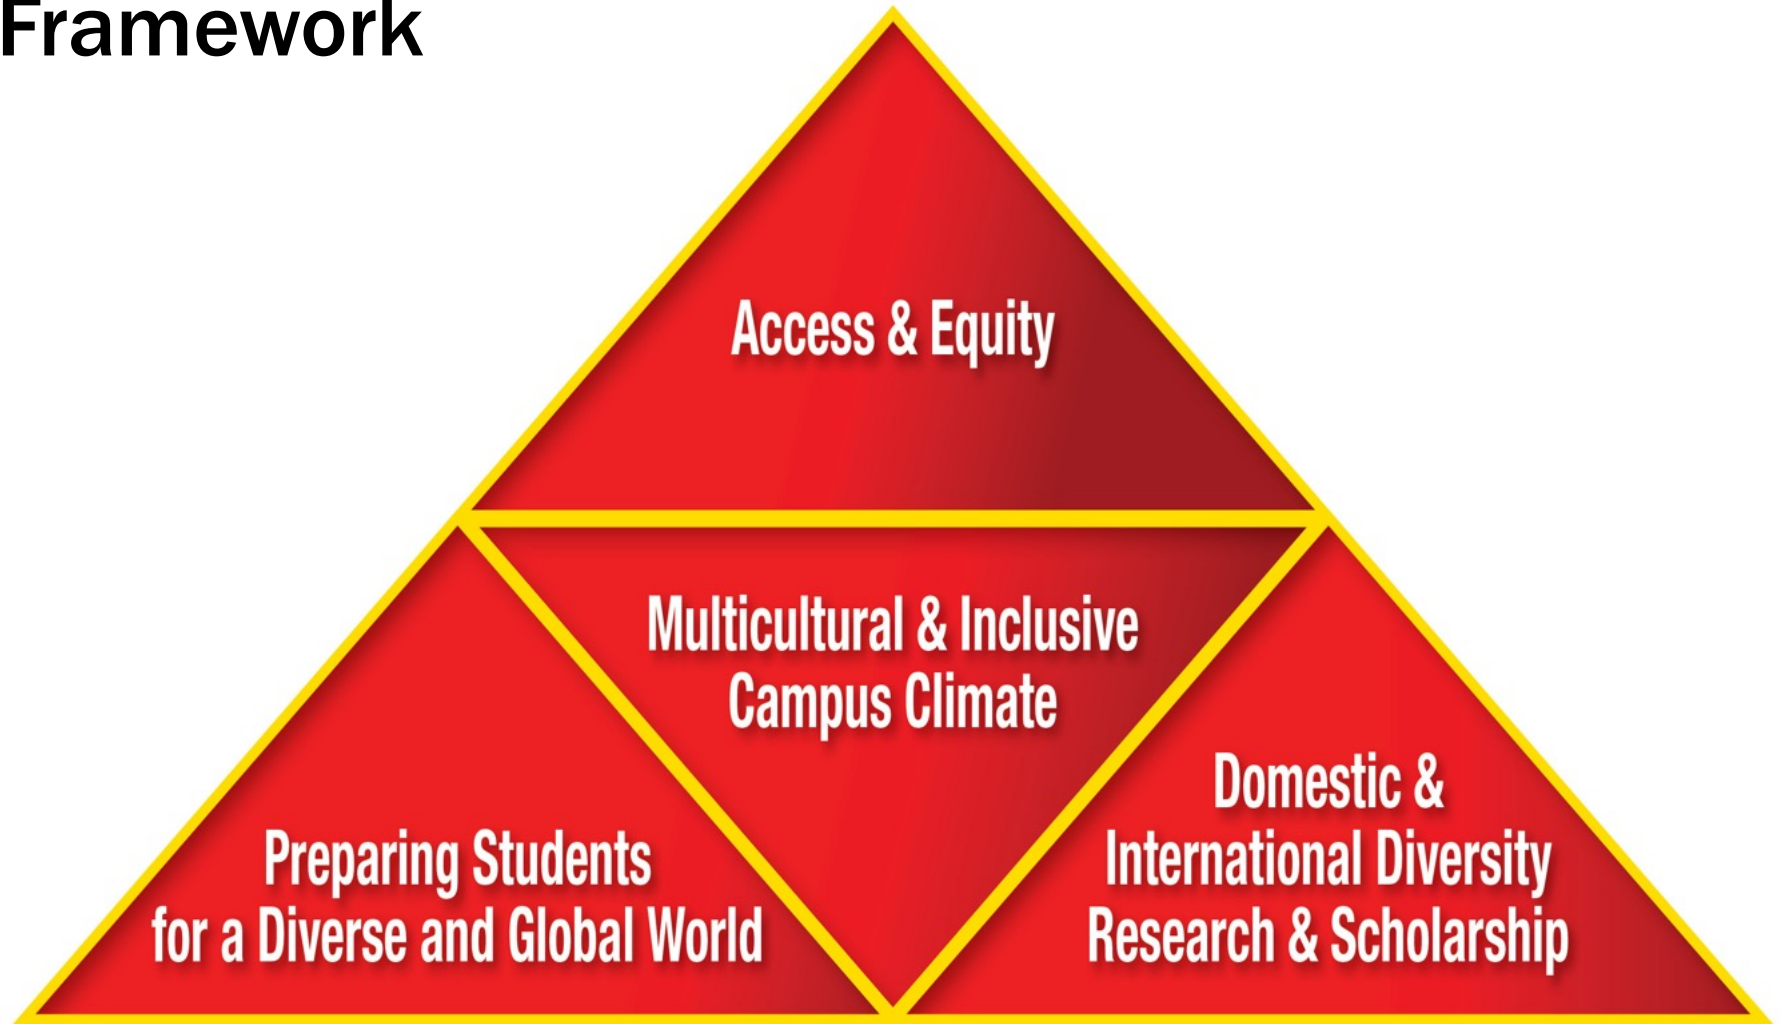 Framework
Access & Equity
Multicultural & Inclusive
Campus Climate
Preparing Students
for a Diverse and Global World
Domestic &
International Diversity
Research & Scholarship